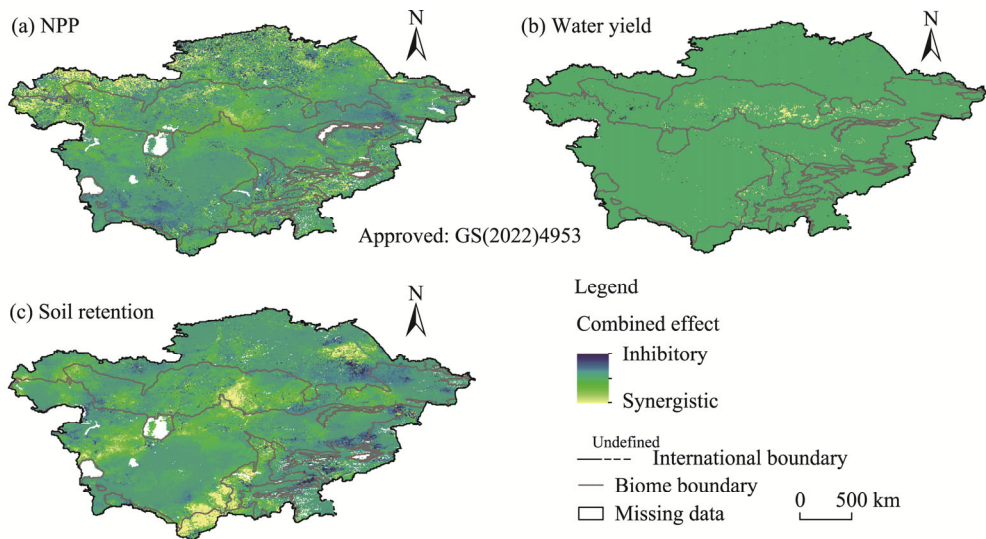 (a) NPP
N
(b) Water yield
N
Approved: GS(2022)4953
(c) Soil retention
N
Legend
Combined effect
Inhibitory
Synergistic
Undefined
International boundary
Biome boundary
Missing data
0 500 km